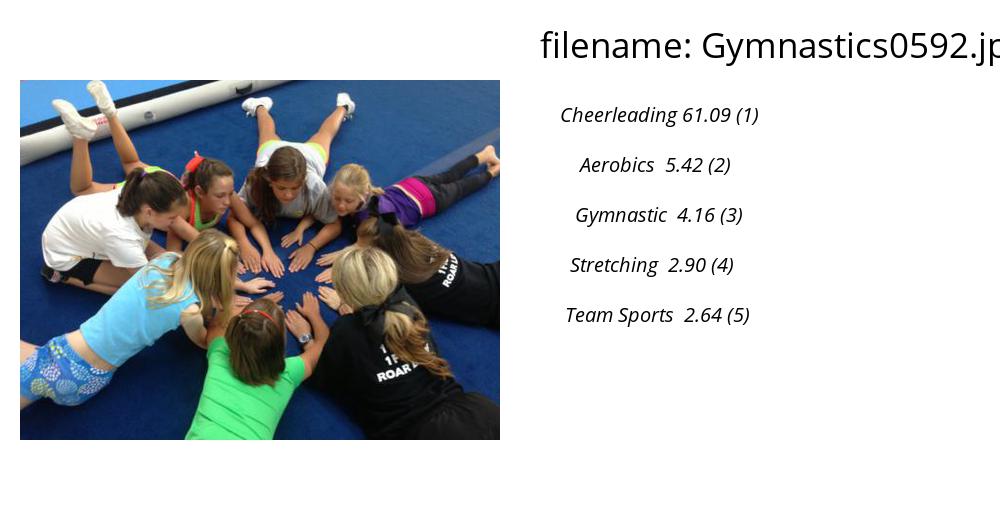 filename: Gymnastics0592.jp
Cheerleading 61.09 (1)
Aerobics 5.42 (2)
Gymnastic 4.16 (3)
Stretching 2.90 (4)
Team Sports 2.64 (5)
ROAR
ROAR